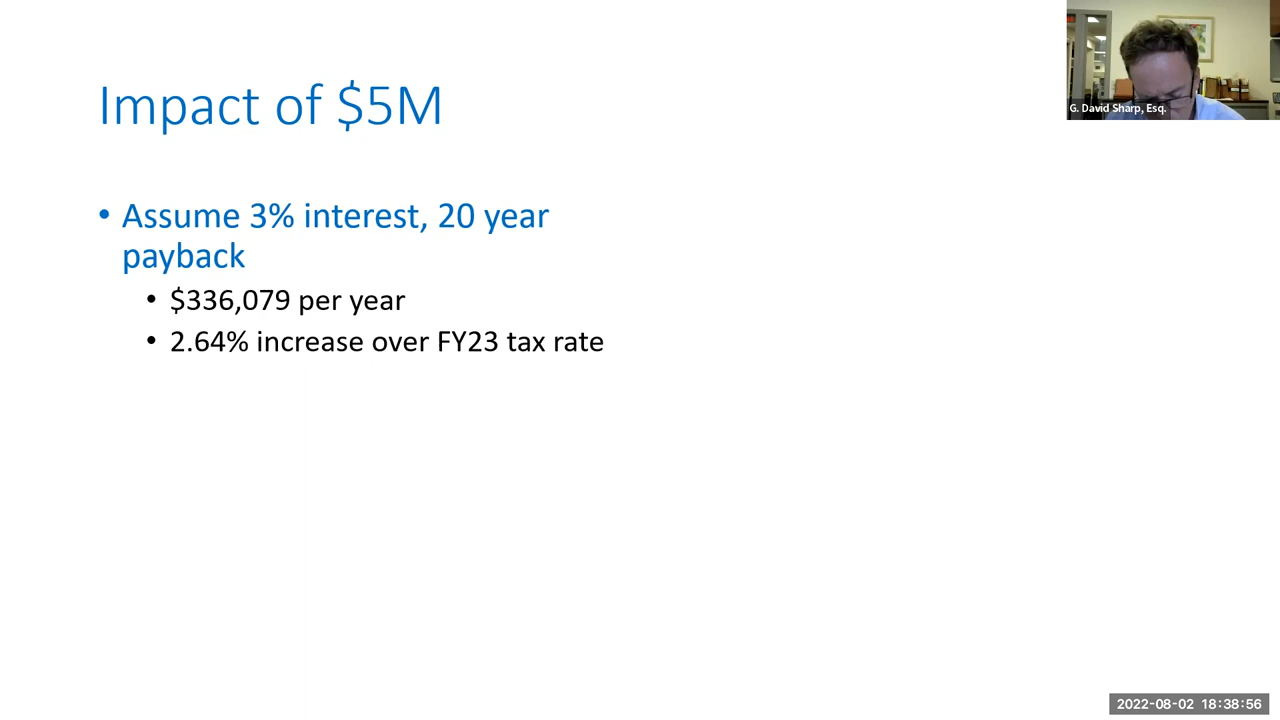 G. David Sharp, Esq.
Impact of $5M
• Assume 3% interest, 20 year
payback
• $336,079 per year
• 2.64% increase over FY23 tax rate
2022-08-02 18:38:56